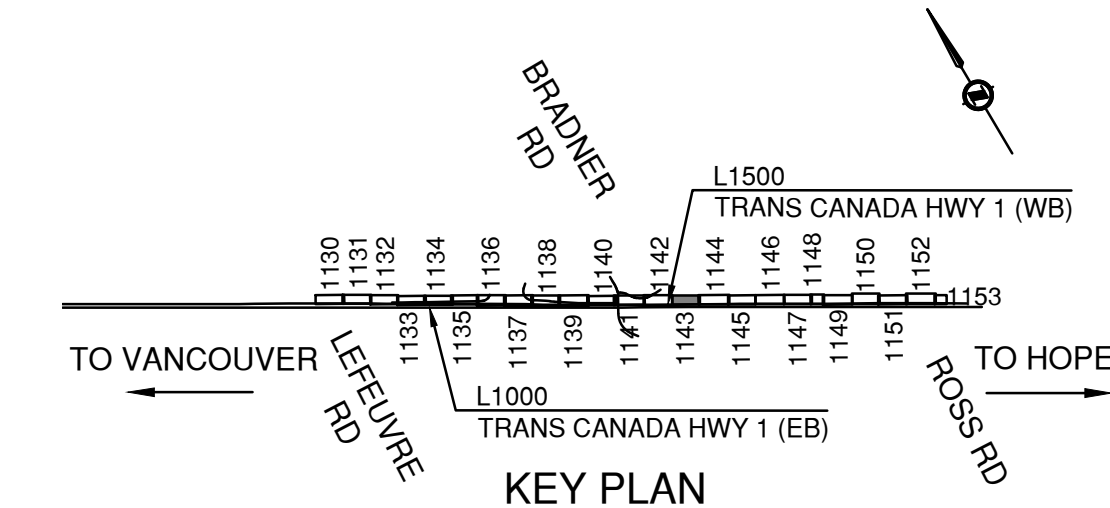 BRADNER
RD
L1500
TRANS CANADA HWY 1 (WB)
1130
1131
1132
1134
1136
1138
1140
1142
1144
1146
1148
1150
1152
1153
1133
1135
1137
1139
1141
1143
1145
1147
1149
1151
TO VANCOUVER
LEFEUVRE
RD
L1000
TRANS CANADA HWY 1 (EB)
ROSS RD
TO HOPE
KEY PLAN